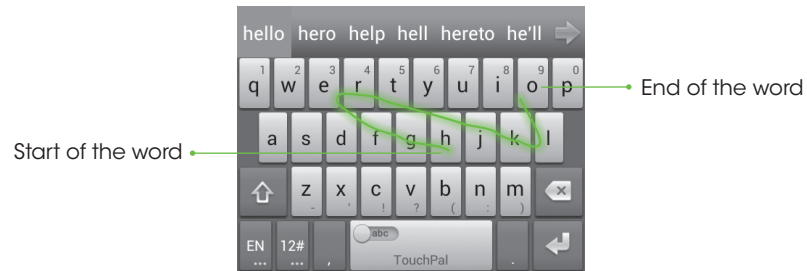 hello hero help hell hereto he'll
1 2 3 4 5 6 7 8 9 0
q w e r t y u i o p
End of the word
a s d f g h j k l
Start of the word
z x c v b n m
- ' ! ? ( : )
abc
EN 12# , TouchPal .
... ...